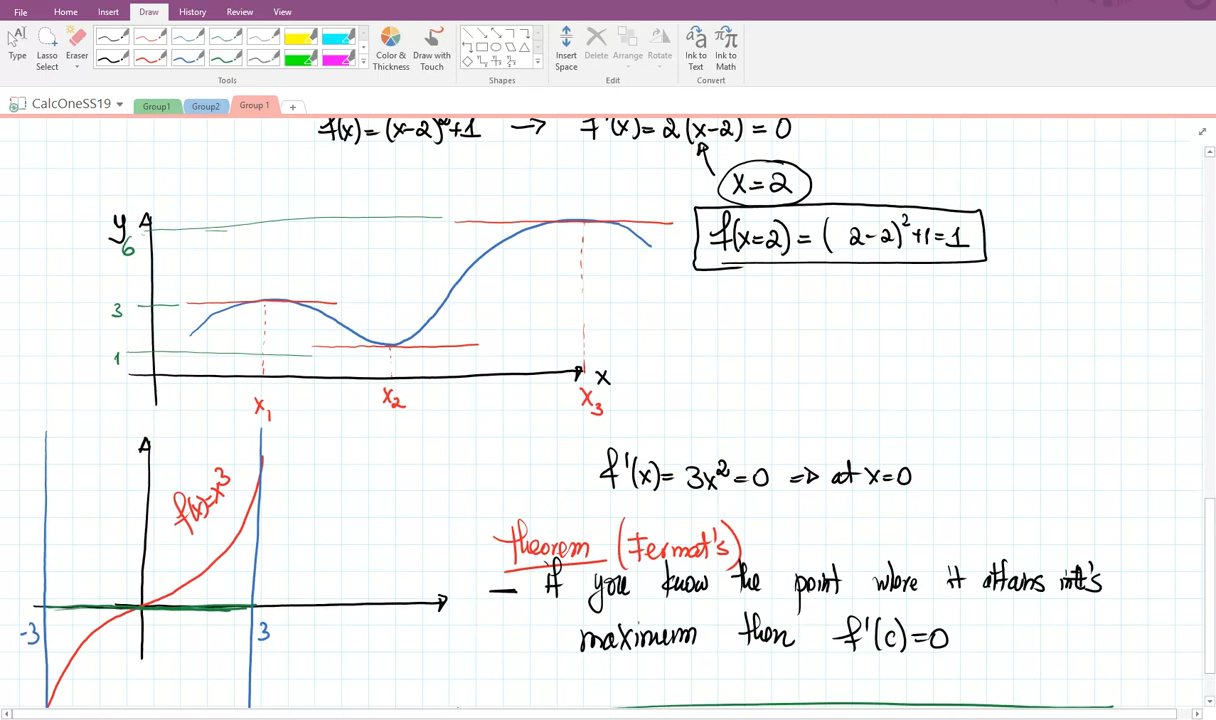 File Home Insert Draw History Review View
Type
Lasso Select
Eraser
Color & Thickness
Draw with Touch
Insert Space
Delete
Arrange
Rotate
Ink to Text
Ink to Math
Tools Shapes Edit Convert
CalcOneSS19 Group1 Group2 Group 1 +
f(x) = (x-2)²+1 → f'(x) = 2(x-2) = 0
x=2
f(x=2) = (2-2)²+1=1
y
6
3
1
x
x₁ x₂ x₃
f(x)=x³
-3
3
f'(x) = 3x²=0 ⇒ at x=0
theorem (Fermat's)
— If you know the point where it attains it's
maximum then f'(c)=0